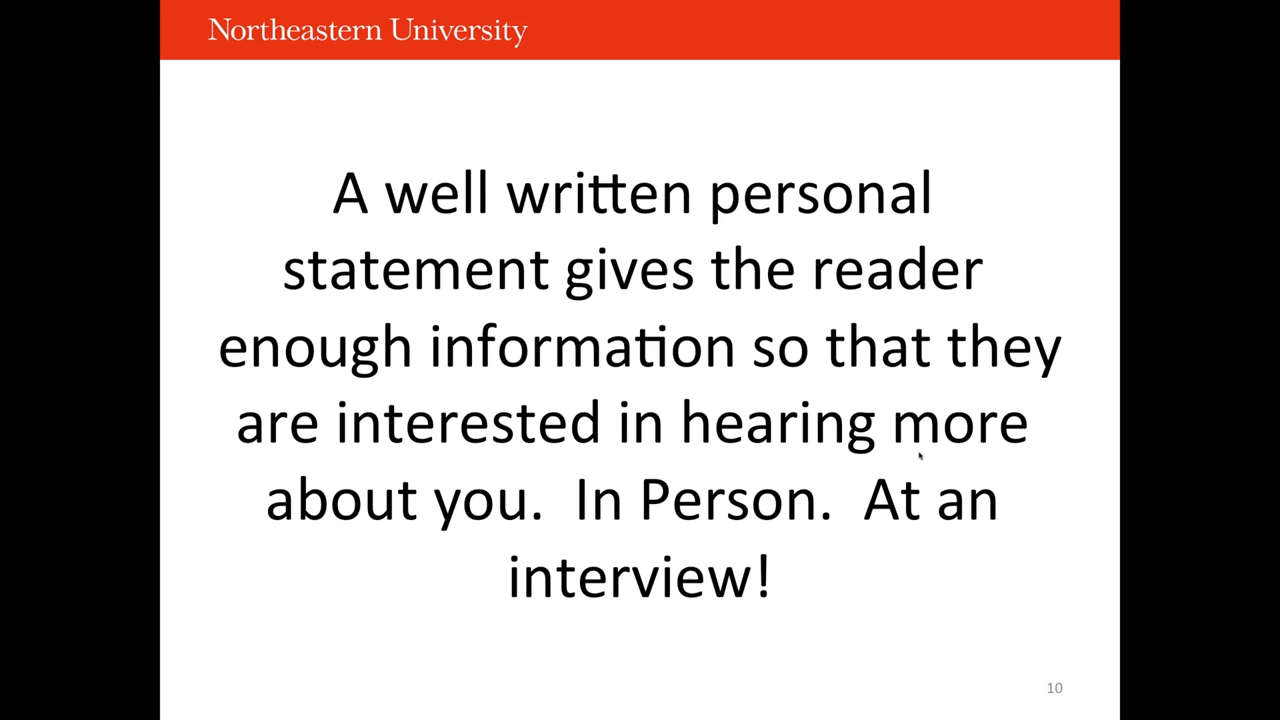 Northeastern University
A well written personal
statement gives the reader
enough information so that they
are interested in hearing more
about you.  In Person.  At an
interview!
10